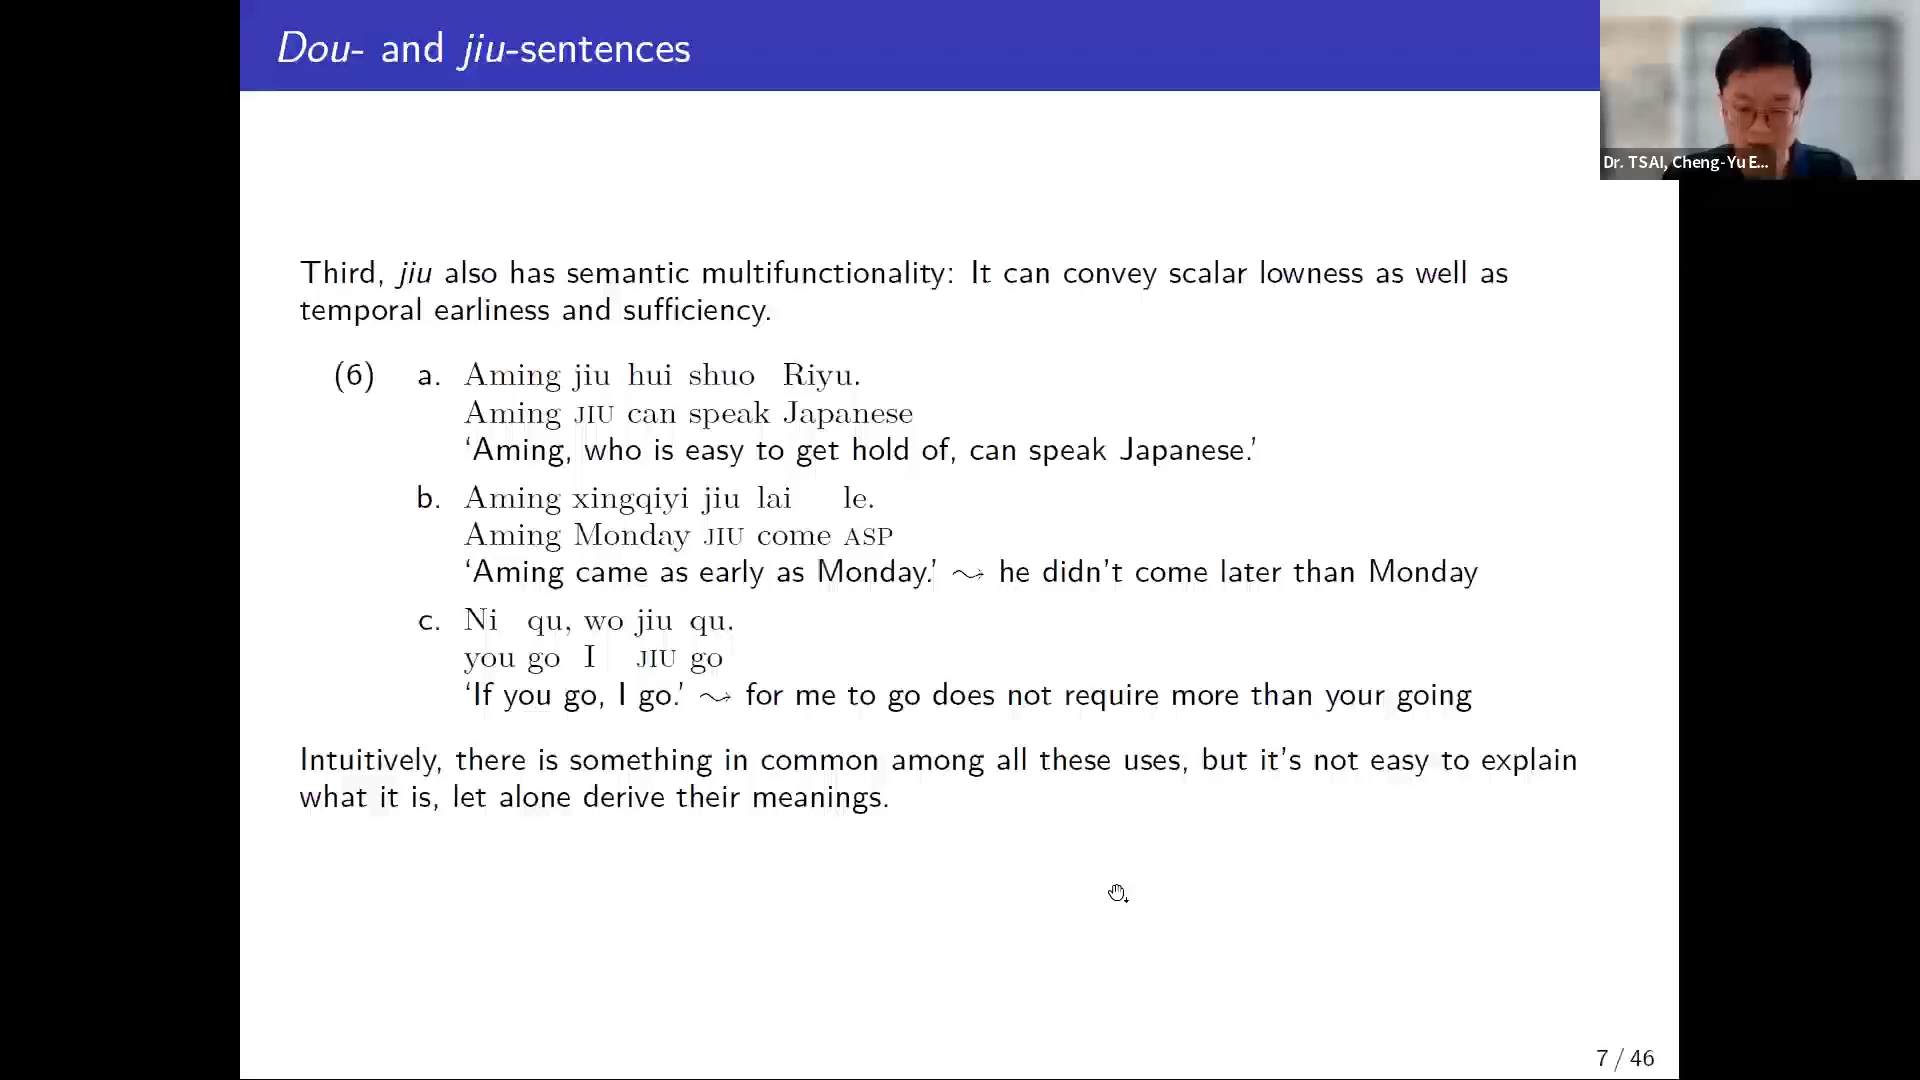 Dou- and jiu-sentences
Dr. TSAI, Cheng-Yu E...
Third, jiu also has semantic multifunctionality: It can convey scalar lowness as well as
temporal earliness and sufficiency.
(6) a. Aming jiu hui shuo Riyu.
Aming JIU can speak Japanese
‘Aming, who is easy to get hold of, can speak Japanese.’
b. Aming xingqiyi jiu lai le.
Aming Monday JIU come ASP
‘Aming came as early as Monday.’ ⤳ he didn’t come later than Monday
c. Ni qu, wo jiu qu.
you go I JIU go
‘If you go, I go.’ ⤳ for me to go does not require more than your going
Intuitively, there is something in common among all these uses, but it’s not easy to explain
what it is, let alone derive their meanings.
7 / 46